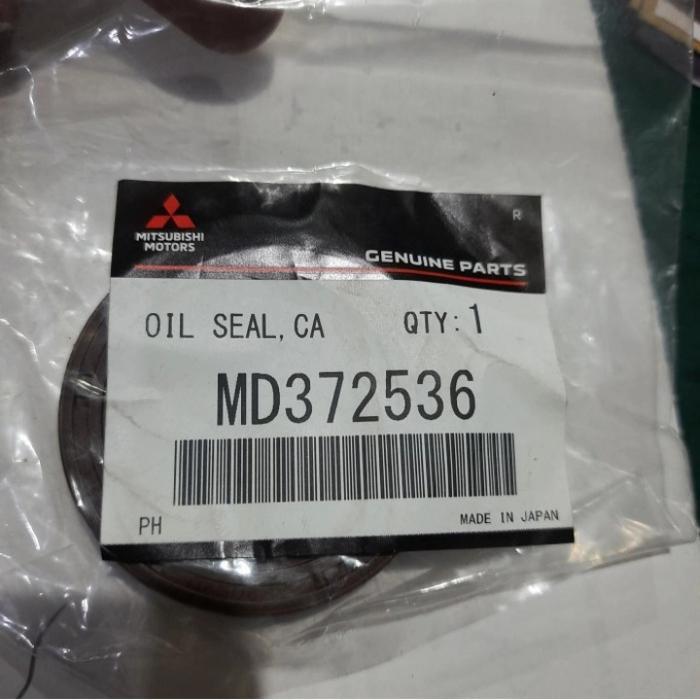 R
MITSUBISHI
MOTORS
GENUINE PARTS
OIL SEAL,CA QTY:1
MD372536
PH MADE IN JAPAN